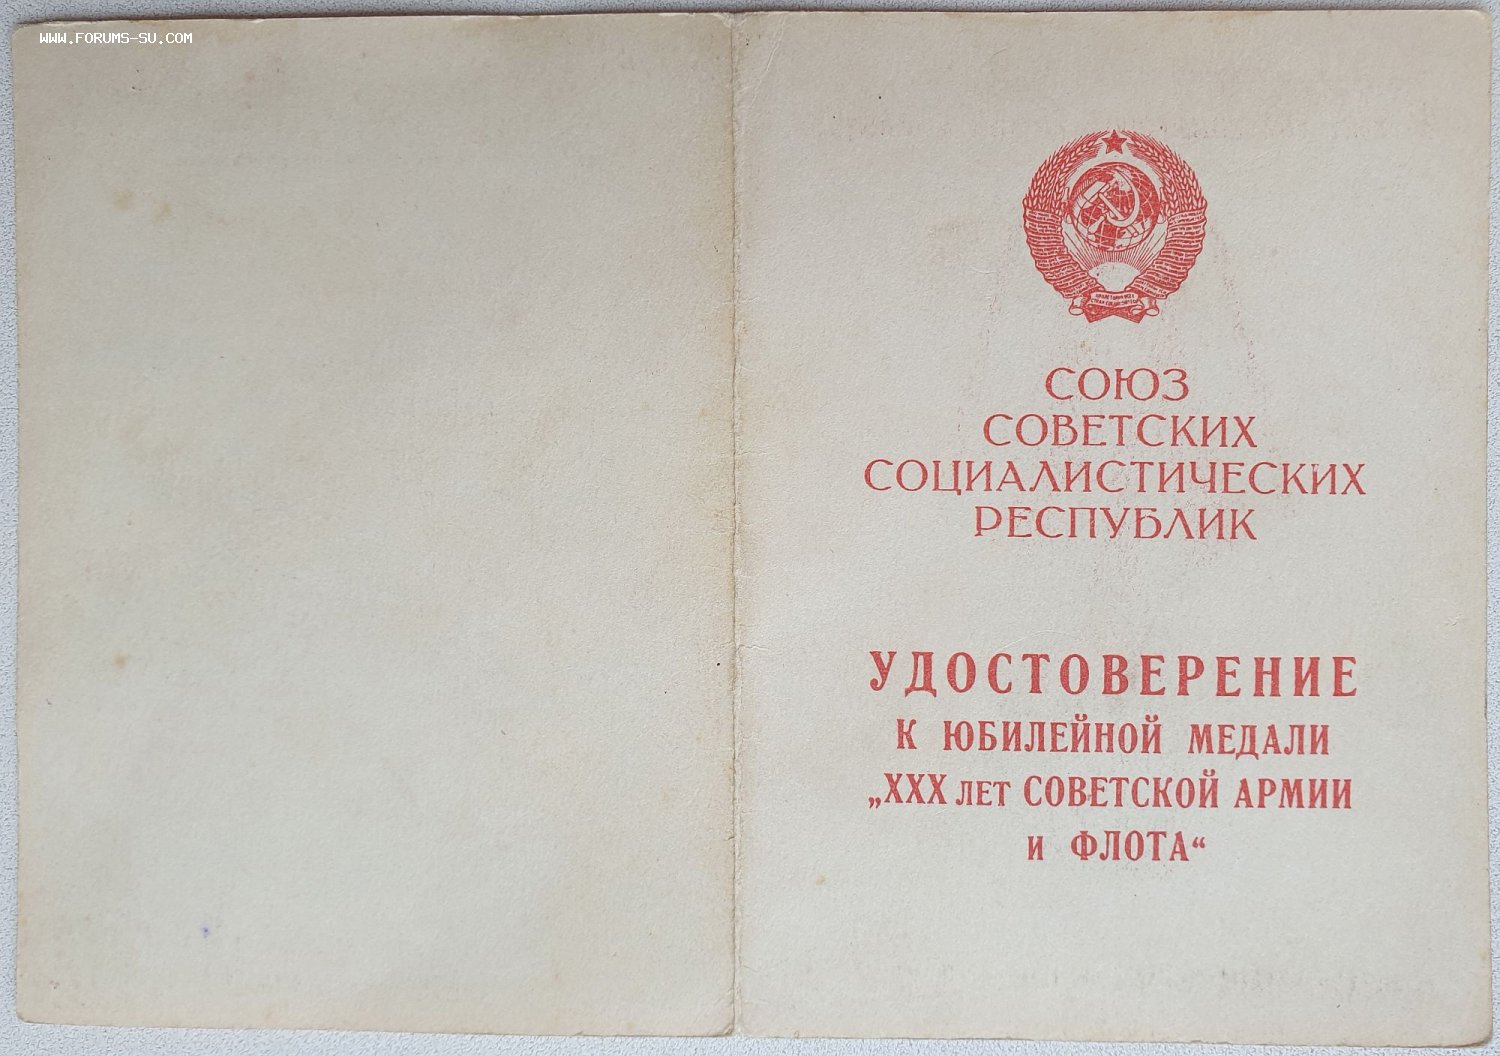 WWW.FORUMS-SU.COM
СОЮЗ
СОВЕТСКИХ
СОЦИАЛИСТИЧЕСКИХ
РЕСПУБЛИК
УДОСТОВЕРЕНИЕ
К ЮБИЛЕЙНОЙ МЕДАЛИ
„XXX ЛЕТ СОВЕТСКОЙ АРМИИ
И ФЛОТА“